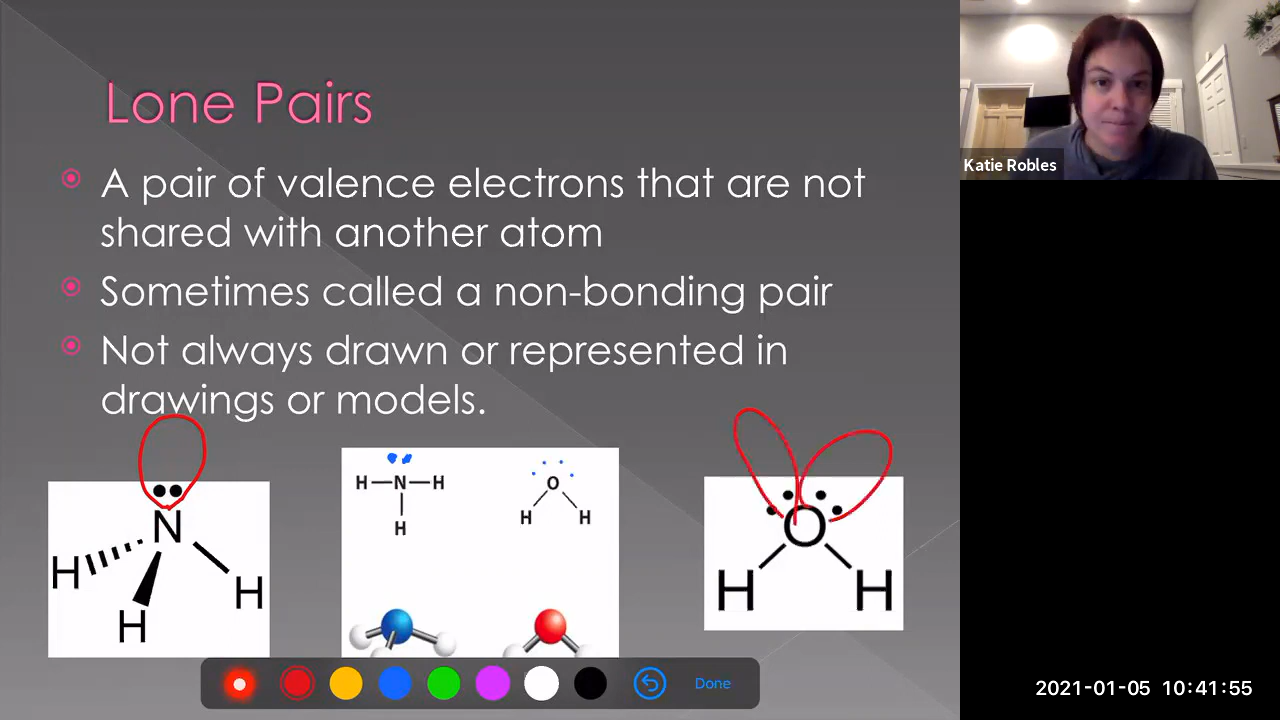 Lone Pairs
A pair of valence electrons that are not
shared with another atom
Sometimes called a non-bonding pair
Not always drawn or represented in
drawings or models.
N
H
H
H
H—N—H
H
O
H H
O
H H
Done
Katie Robles
2021-01-05 10:41:55